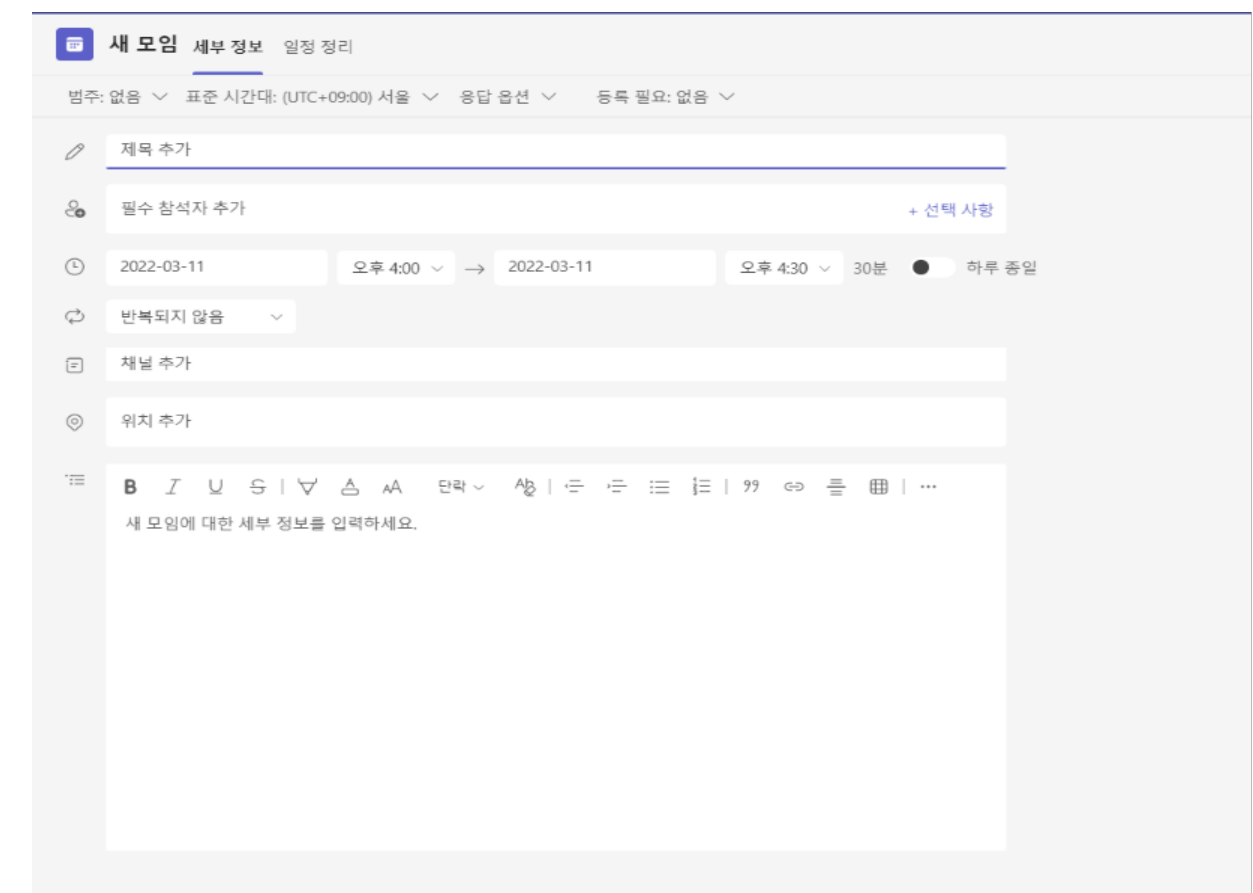 새 모임 세부 정보 일정 정리
범주: 없음 표준 시간대: (UTC+09:00) 서울 응답 옵션 등록 필요: 없음
제목 추가
필수 참석자 추가 + 선택 사항
2022-03-11 오후 4:00 → 2022-03-11 오후 4:30 30분 하루 종일
반복되지 않음
채널 추가
위치 추가
B I U S A AA 단락 Ab 99 ...
새 모임에 대한 세부 정보를 입력하세요.